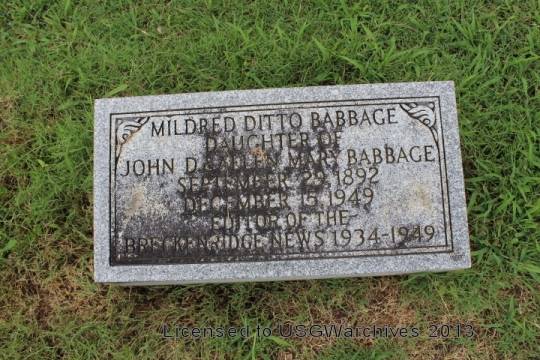 MILDRED DITTO BABBAGE
DAUGHTER OF
JOHN D. MARY BABBAGE
SEPTEMBER 29, 1892
DECEMBER 15, 1949
EDITOR OF THE
BRECKENRIDGE NEWS 1934-1949
Licensed to USGWarchives 2013